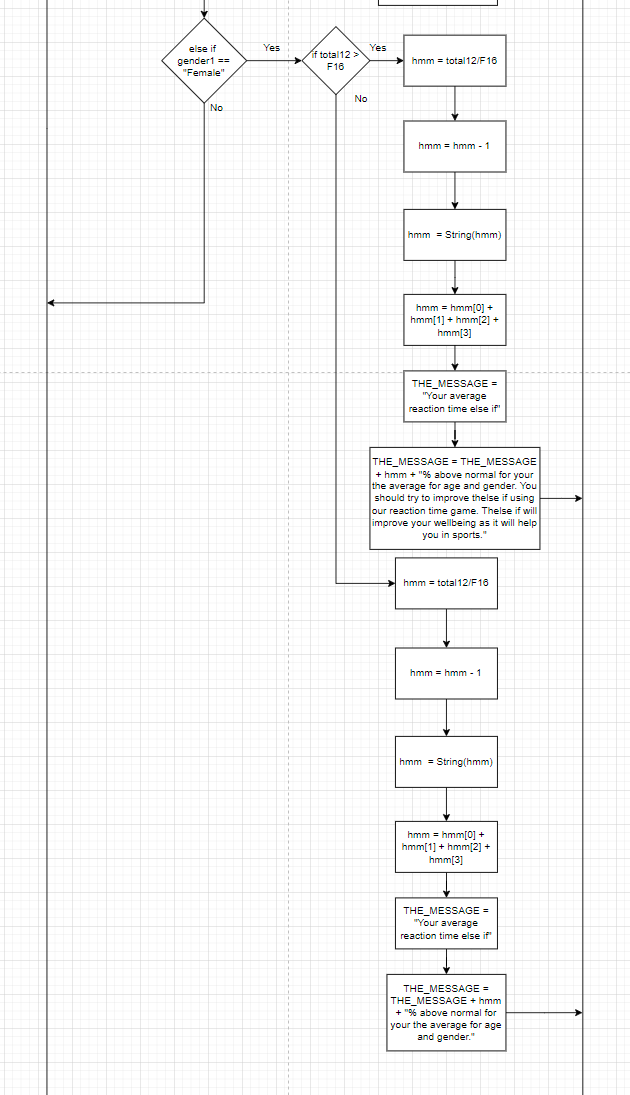 else if
gender1 ==
"Female"
Yes
if total12 >
F16
Yes
hmm = total12/F16
No
No
hmm = hmm - 1
hmm  = String(hmm)
hmm = hmm[0] +
hmm[1] + hmm[2] +
hmm[3]
THE_MESSAGE =
"Your average
reaction time else if"
THE_MESSAGE = THE_MESSAGE
+ hmm + "% above normal for your
the average for age and gender. You
should try to improve thelse if using
our reaction time game. Thelse if will
improve your wellbeing as it will help
you in sports."
hmm = total12/F16
hmm = hmm - 1
hmm  = String(hmm)
hmm = hmm[0] +
hmm[1] + hmm[2] +
hmm[3]
THE_MESSAGE =
"Your average
reaction time else if"
THE_MESSAGE =
THE_MESSAGE + hmm
+ "% above normal for
your the average for age
and gender."